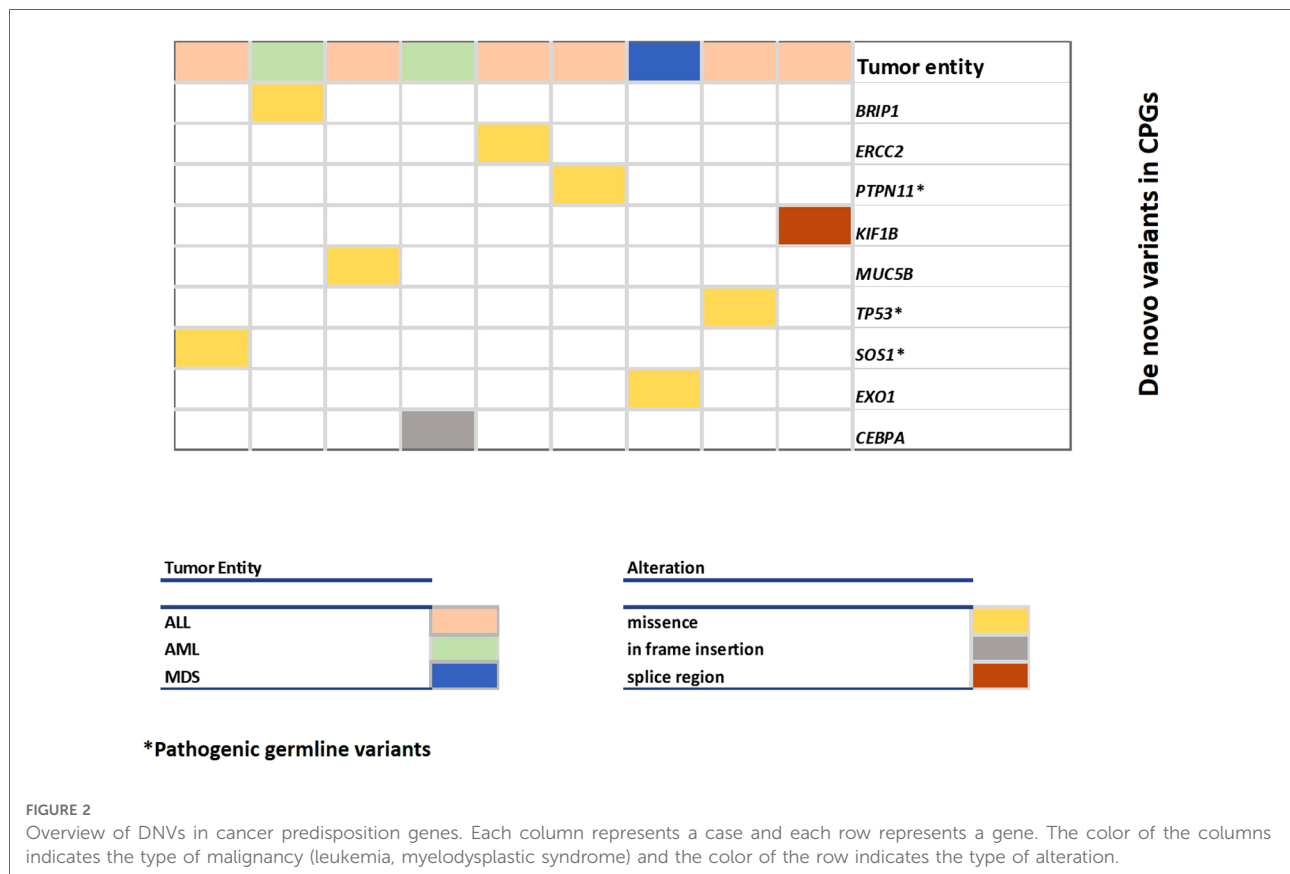 Tumor entity
BRIP1
ERCC2
PTPN11*
KIF1B
MUC5B
TP53*
SOS1*
EXO1
CEBPA
De novo variants in CPGs
Tumor Entity
ALL
AML
MDS
Alteration
missence
in frame insertion
splice region
*Pathogenic germline variants
FIGURE 2
Overview of DNVs in cancer predisposition genes. Each column represents a case and each row represents a gene. The color of the columns
indicates the type of malignancy (leukemia, myelodysplastic syndrome) and the color of the row indicates the type of alteration.